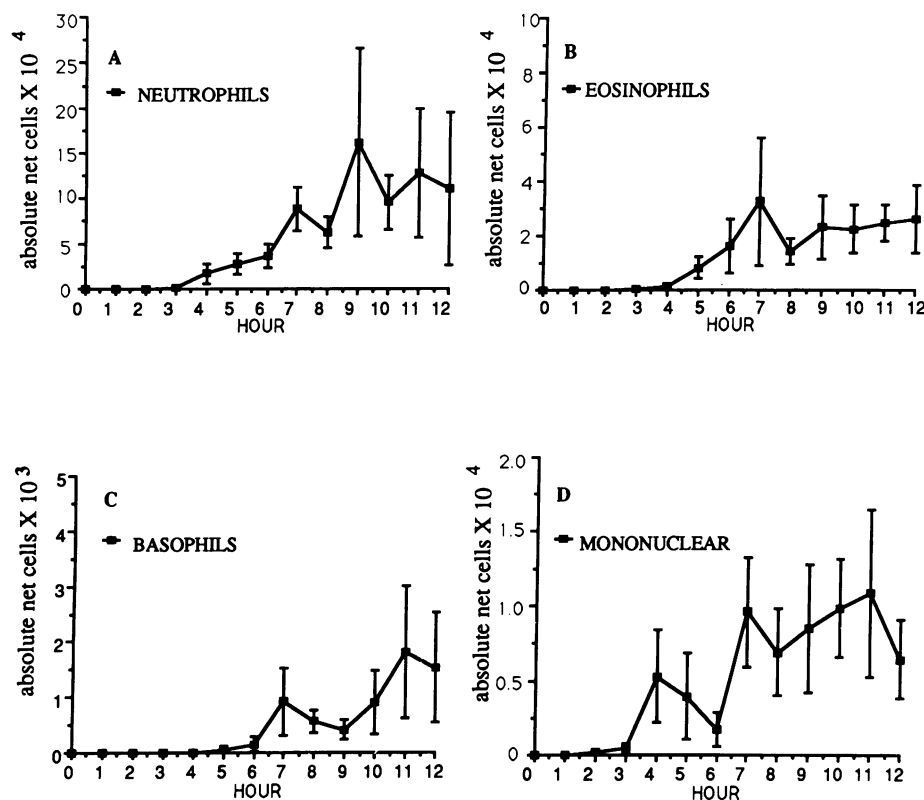 A
NEUTROPHILS
absolute net cells X 10 4
30
25
20
15
10
5
0
0 1 2 3 4 5 6 7 8 9 10 11 12
HOUR
B
EOSINOPHILS
absolute net cells X 10 4
10
8
6
4
2
0
0 1 2 3 4 5 6 7 8 9 10 11 12
HOUR
C
BASOPHILS
absolute net cells X 10 3
5
4
3
2
1
0
0 1 2 3 4 5 6 7 8 9 10 11 12
HOUR
D
MONONUCLEAR
absolute net cells X 10 4
2.0
1.5
1.0
0.5
0
0 1 2 3 4 5 6 7 8 9 10 11 12
HOUR